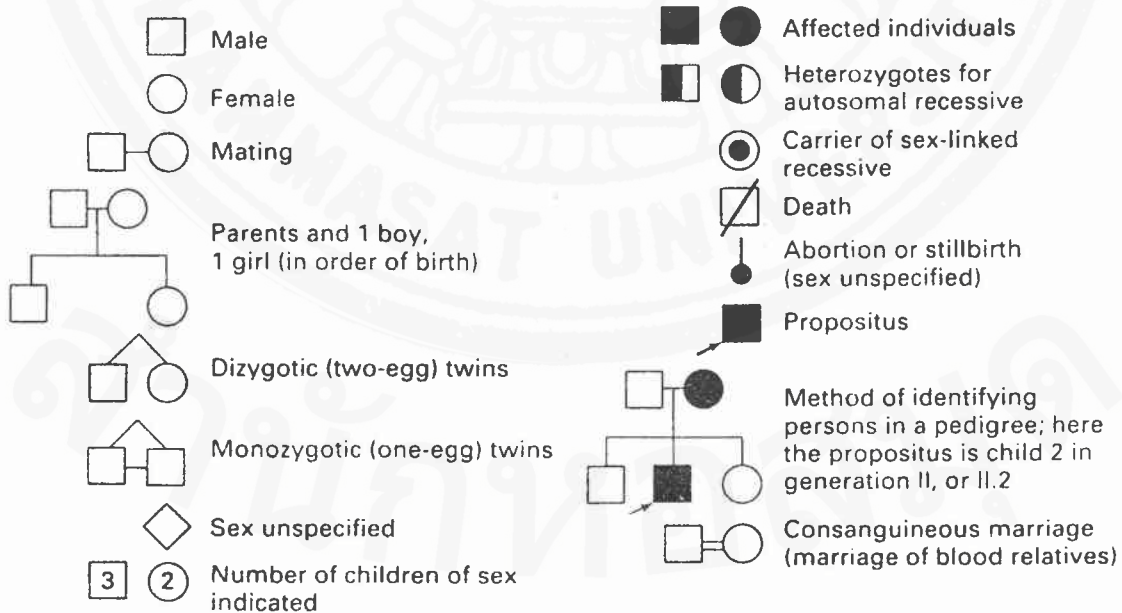 Male
Female
Mating
Parents and 1 boy,
1 girl (in order of birth)
Dizygotic (two-egg) twins
Monozygotic (one-egg) twins
Sex unspecified
3 2 Number of children of sex
indicated
Affected individuals
Heterozygotes for
autosomal recessive
Carrier of sex-linked
recessive
Death
Abortion or stillbirth
(sex unspecified)
Propositus
Method of identifying
persons in a pedigree; here
the propositus is child 2 in
generation II, or II.2
Consanguineous marriage
(marriage of blood relatives)